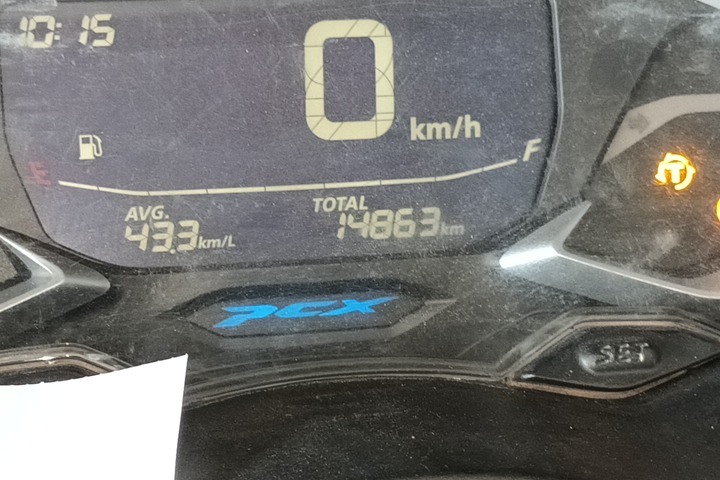 10:15
0 km/h
E F
AVG. TOTAL
43.3 km/L 14863 km
PCX
SET